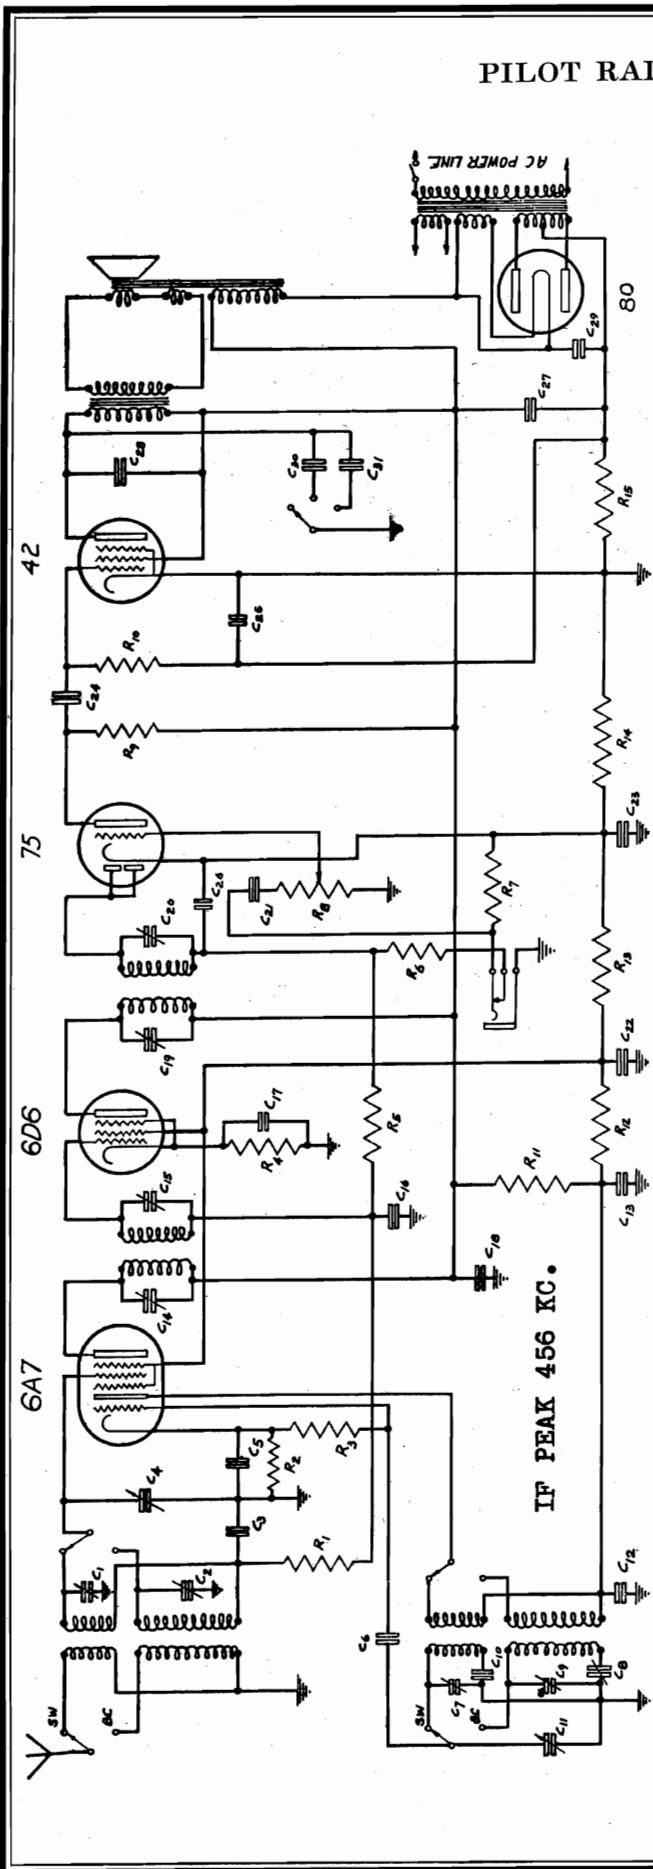 PILOT RAD
AC POWER LINE
80
C29
C27
C28
C30
C31
R15
42
C25
R10
C24
R9
R14
75
C23
C26
C21
R8
R7
C20
R6
R13
C19
C22
6D6
C17
R4
R5
R12
R11
C15
C16
C13
C14
C18
6A7
IF PEAK 456 KC.
C4
C5
R2
R3
C3
C1
C2
R1
C6
C12
C10
C7
C9
C8
C11
SW
BC
SW
BC